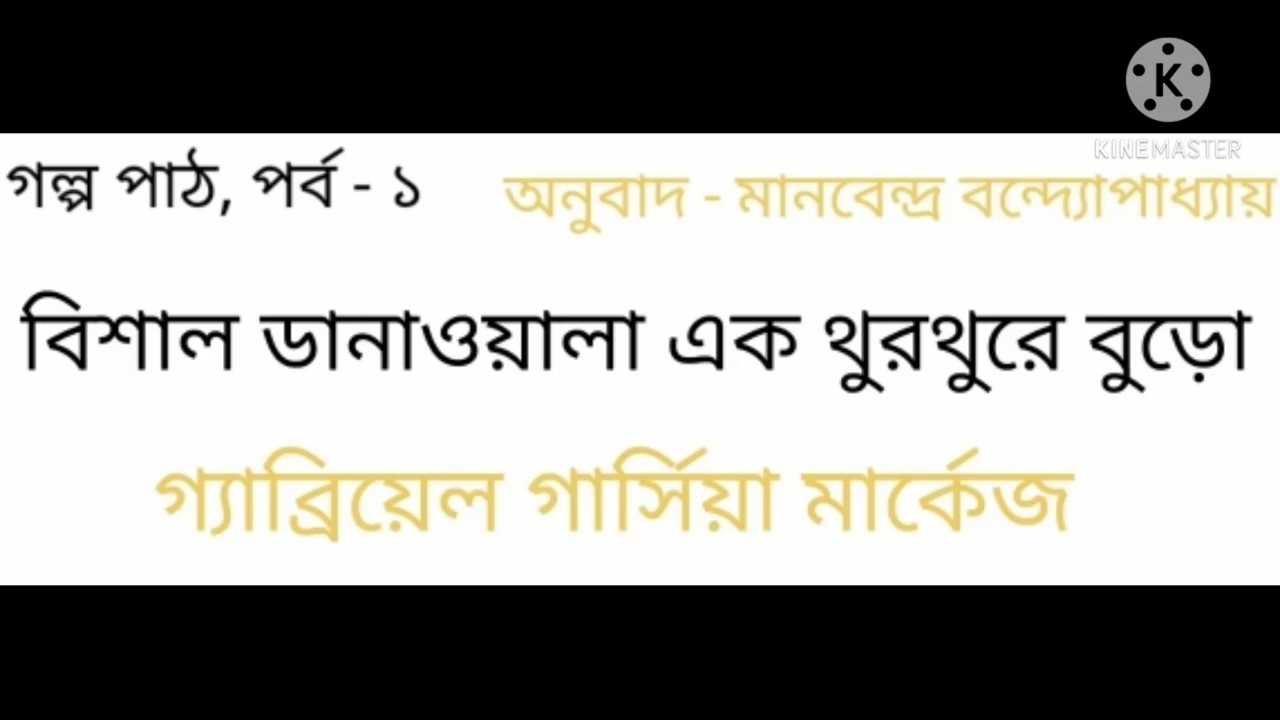 K
KINEMASTER
গল্প পাঠ, পর্ব - ১ অনুবাদ - মানবেন্দ্র বন্দ্যোপাধ্যায়
বিশাল ডানাওয়ালা এক থুরথুরে বুড়ো
গ্যাব্রিয়েল গার্সিয়া মার্কেজ